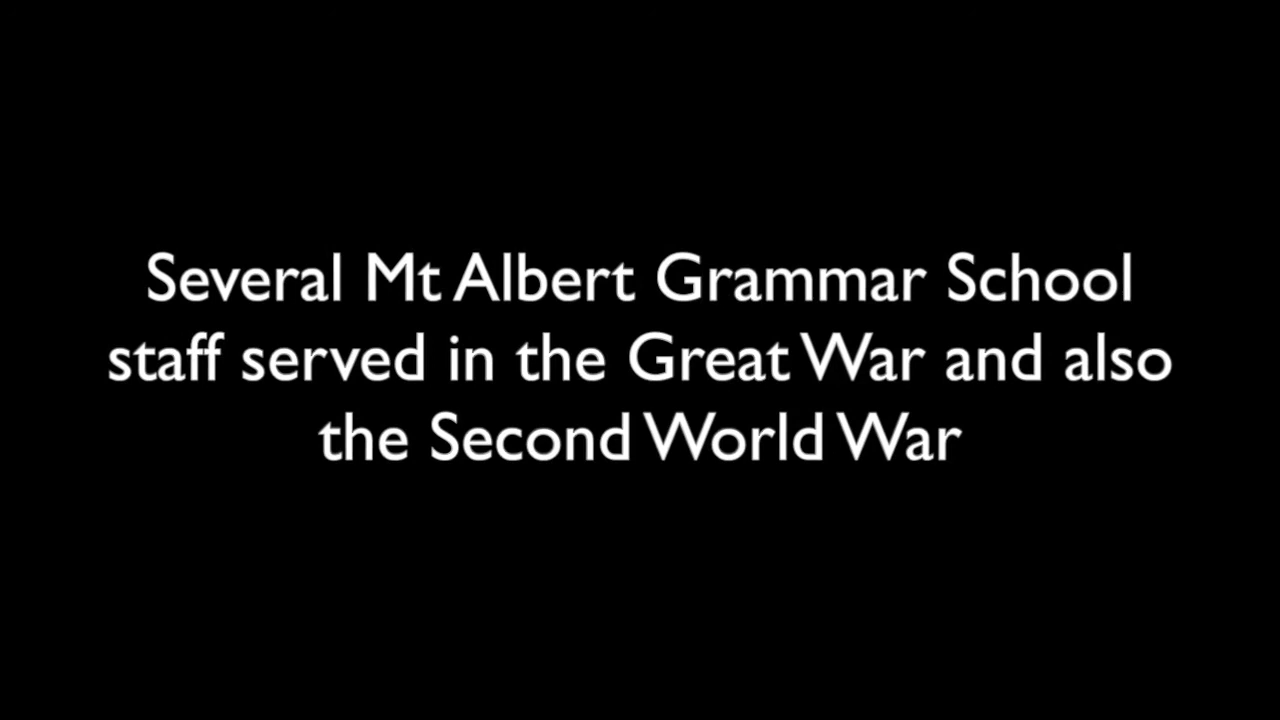 Several Mt Albert Grammar School
staff served in the Great War and also
the Second World War